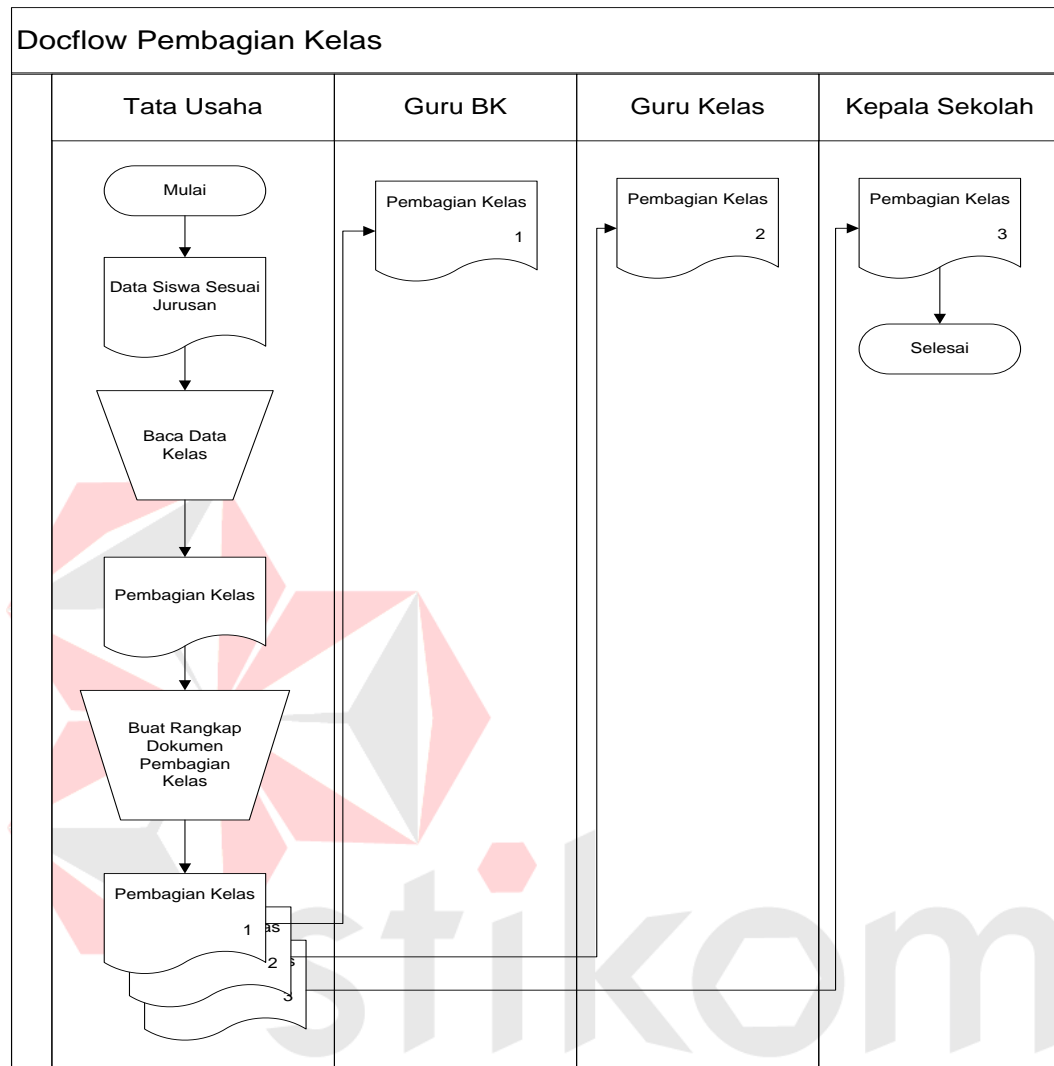 Docflow Pembagian Kelas
Tata Usaha
Guru BK
Guru Kelas
Kepala Sekolah
Mulai
Data Siswa Sesuai
Jurusan
Baca Data
Kelas
Pembagian Kelas
Buat Rangkap
Dokumen
Pembagian
Kelas
Pembagian Kelas
1
as
2
s
3
Pembagian Kelas
1
Pembagian Kelas
2
Pembagian Kelas
3
Selesai
stikom